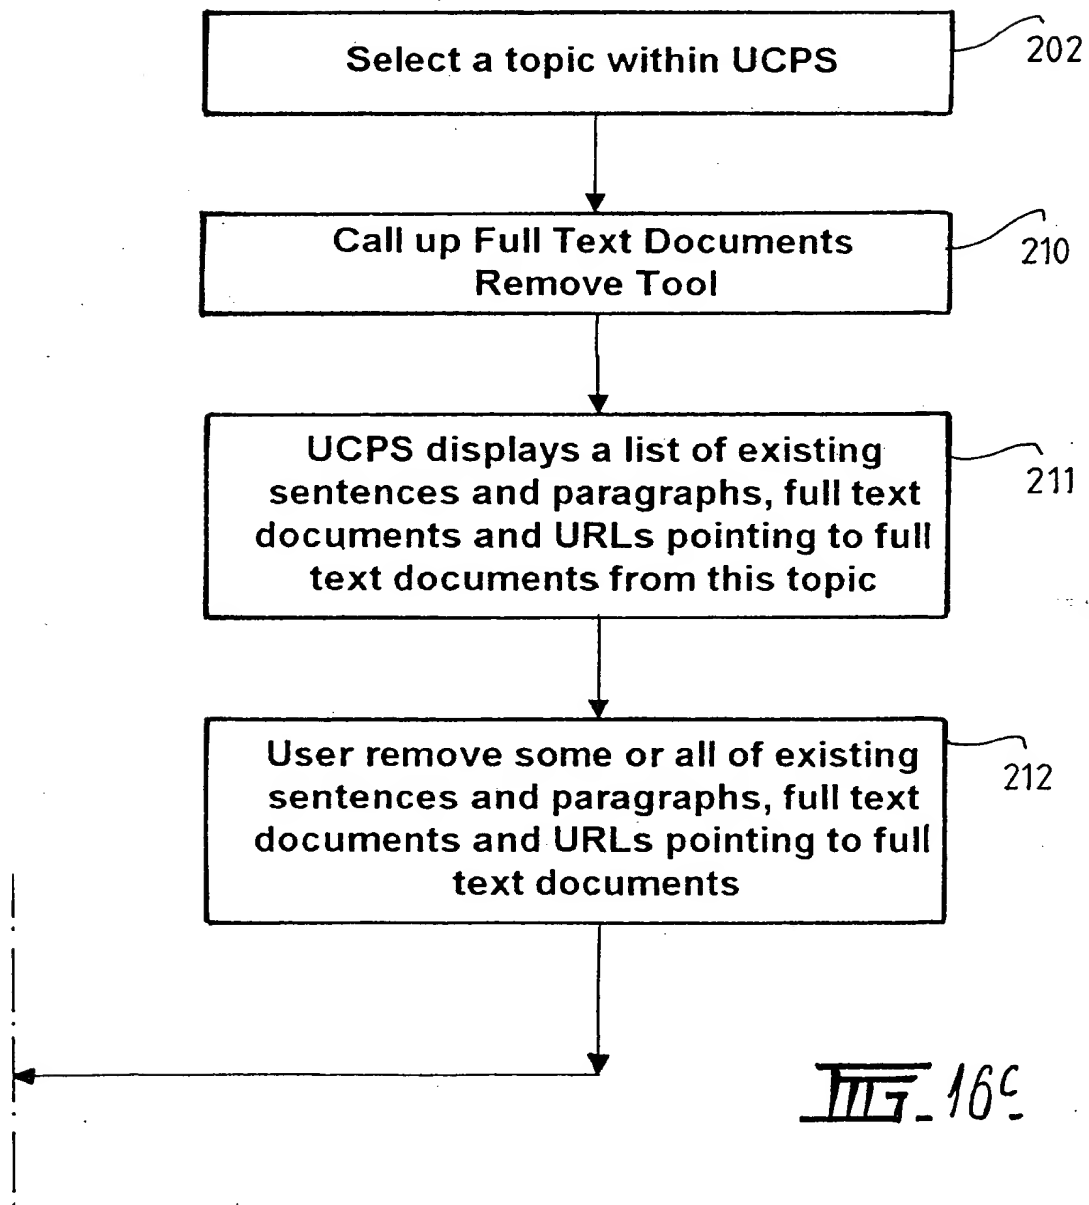 Select a topic within UCPS
202
Call up Full Text Documents
Remove Tool
210
UCPS displays a list of existing
sentences and paragraphs, full text
documents and URLs pointing to full
text documents from this topic
211
User remove some or all of existing
sentences and paragraphs, full text
documents and URLs pointing to full
text documents
212
FIG_16c